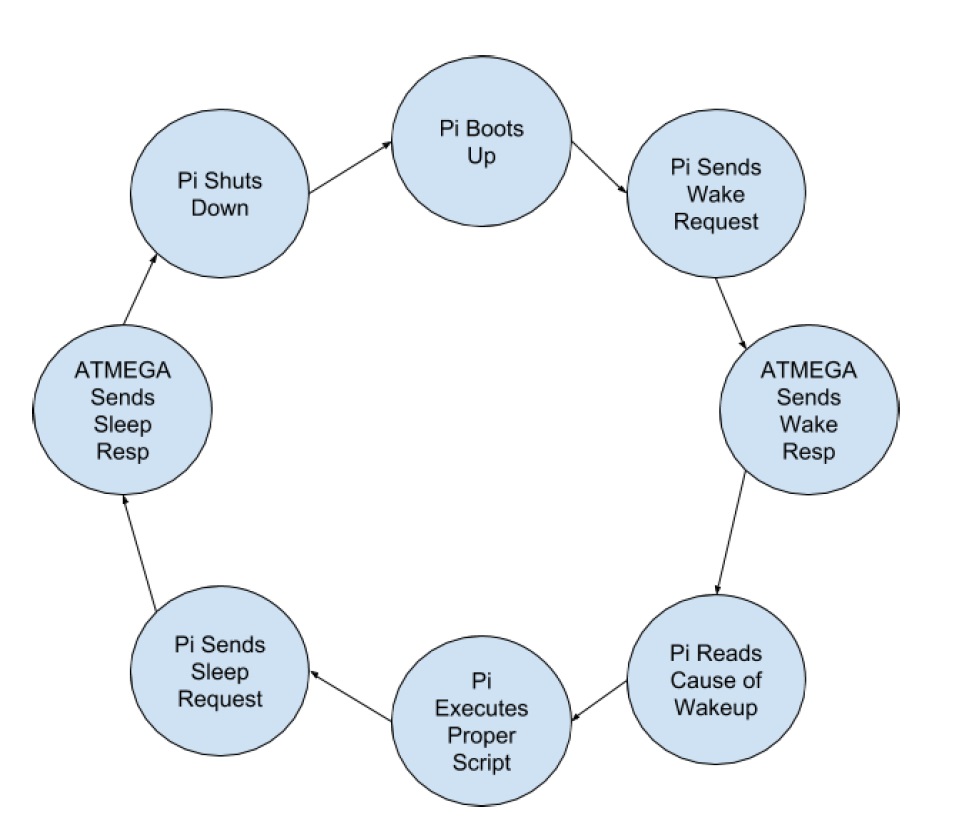 Pi Boots
Up
Pi Sends
Wake
Request
ATMEGA
Sends
Wake
Resp
Pi Reads
Cause of
Wakeup
Pi
Executes
Proper
Script
Pi Sends
Sleep
Request
ATMEGA
Sends
Sleep
Resp
Pi Shuts
Down